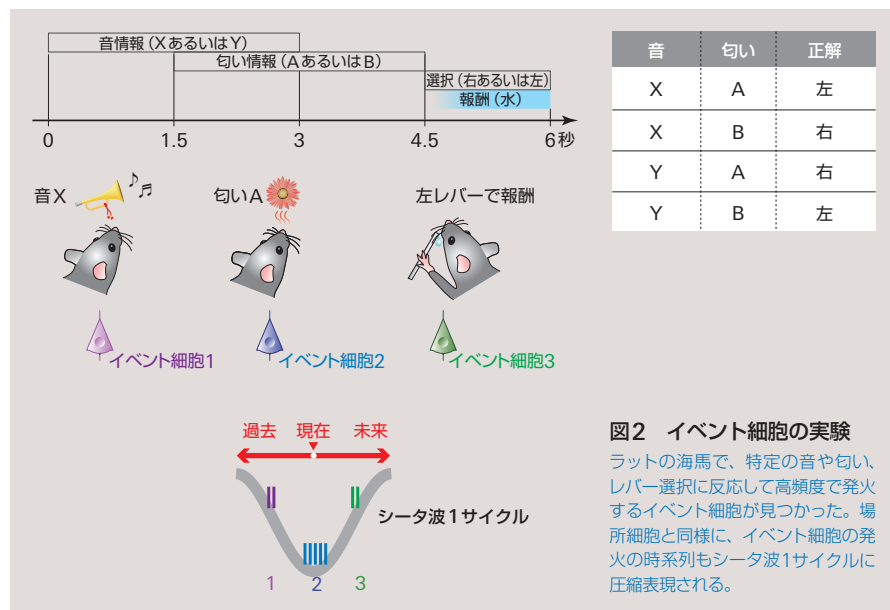 音情報（XあるいはY）
匂い情報（AあるいはB）
選択（右あるいは左）
報酬（水）
0 1.5 3 4.5 6秒
音X
匂いA
左レバーで報酬
イベント細胞1
イベント細胞2
イベント細胞3
過去 現在 未来
シータ波1サイクル
1 2 3
音 匂い 正解
X A 左
X B 右
Y A 右
Y B 左
図2 イベント細胞の実験
ラットの海馬で、特定の音や匂い、
レバー選択に反応して高頻度で発火
するイベント細胞が見つかった。場
所細胞と同様に、イベント細胞の発
火の時系列もシータ波1サイクルに
圧縮表現される。